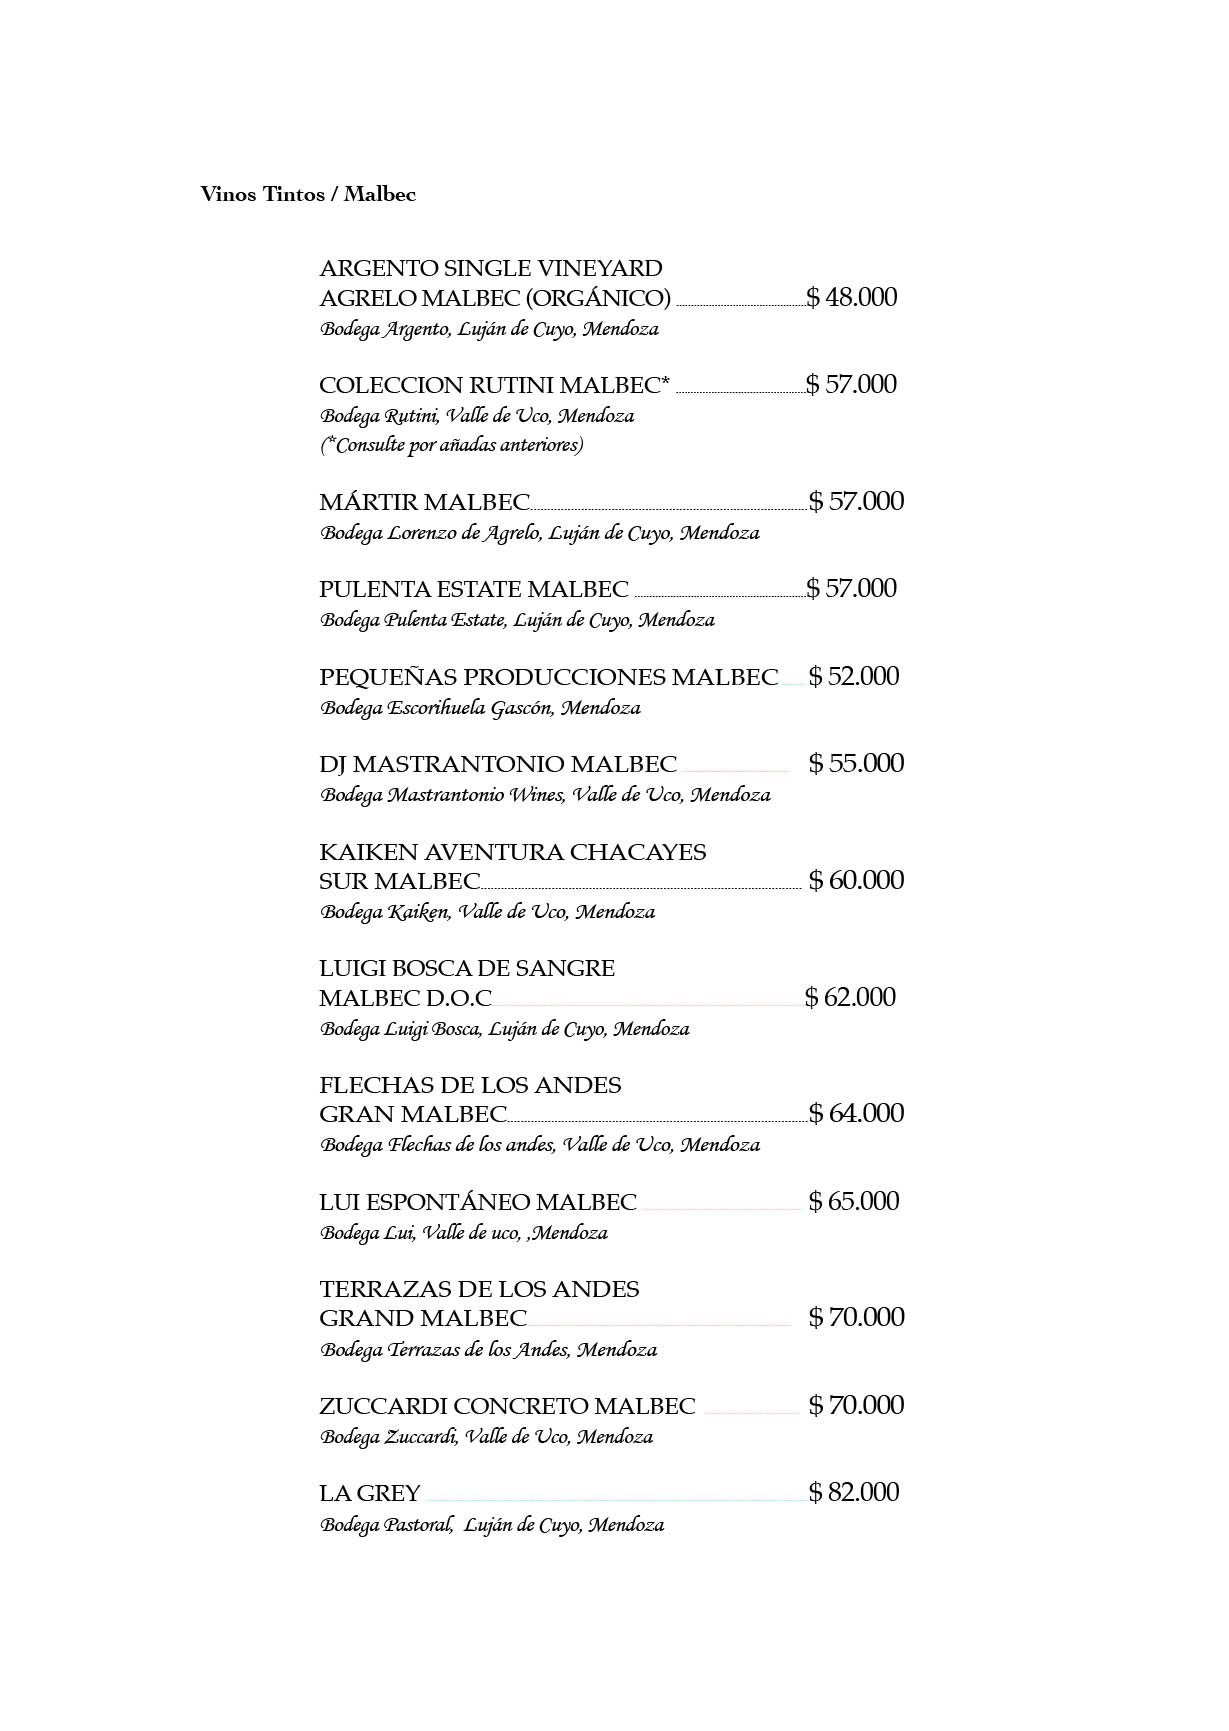 Vinos Tintos / Malbec
ARGENTO SINGLE VINEYARD
AGRELO MALBEC (ORGÁNICO) ........ $ 48.000
Bodega Argento, Luján de Cuyo, Mendoza
COLECCION RUTINI MALBEC* ........ $ 57.000
Bodega Rutini, Valle de Uco, Mendoza
(*Consulte por añadas anteriores)
MÁRTIR MALBEC ........ $ 57.000
Bodega Lorenzo de Agrelo, Luján de Cuyo, Mendoza
PULENTA ESTATE MALBEC ........ $ 57.000
Bodega Pulenta Estate, Luján de Cuyo, Mendoza
PEQUEÑAS PRODUCCIONES MALBEC ........ $ 52.000
Bodega Escorihuela Gascón, Mendoza
DJ MASTRANTONIO MALBEC ........ $ 55.000
Bodega Mastrantonio Wines, Valle de Uco, Mendoza
KAIKEN AVENTURA CHACAYES
SUR MALBEC ........ $ 60.000
Bodega Kaiken, Valle de Uco, Mendoza
LUIGI BOSCA DE SANGRE
MALBEC D.O.C ........ $ 62.000
Bodega Luigi Bosca, Luján de Cuyo, Mendoza
FLECHAS DE LOS ANDES
GRAN MALBEC ........ $ 64.000
Bodega Flechas de los andes, Valle de Uco, Mendoza
LUI ESPONTÁNEO MALBEC ........ $ 65.000
Bodega Lui, Valle de uco, ,Mendoza
TERRAZAS DE LOS ANDES
GRAND MALBEC ........ $ 70.000
Bodega Terrazas de los Andes, Mendoza
ZUCCARDI CONCRETO MALBEC ........ $ 70.000
Bodega Zuccardi, Valle de Uco, Mendoza
LA GREY ........ $ 82.000
Bodega Pastoral, Luján de Cuyo, Mendoza